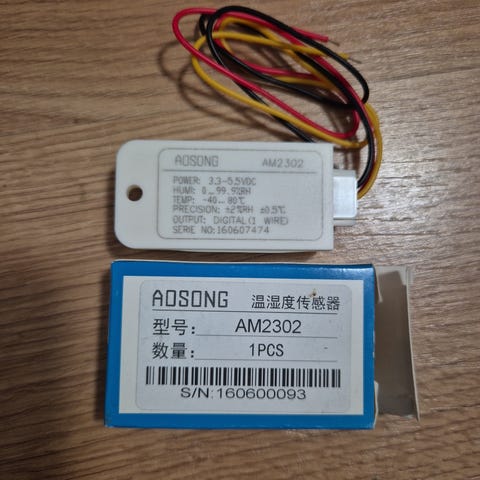 AOSONG AM2302
POWER: 3.3-5.5VDC
HUMI: 0...99.9%RH
TEMP: -40...80℃
PRECISION: ±2%RH ±0.5℃
OUTPUT: DIGITAL(1 WIRE)
SERIE NO:160607474
AOSONG 温湿度传感器
型号: AM2302
数量: 1PCS
S/N:160600093